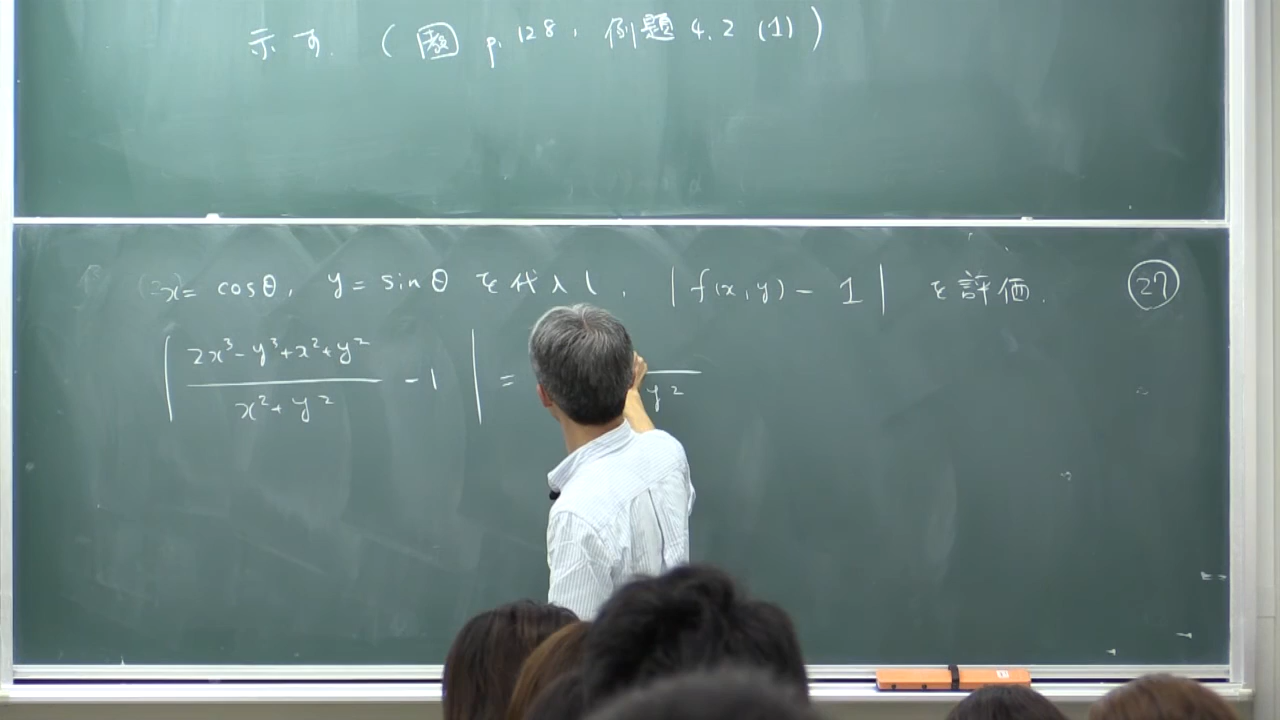 示す. (教 p.128, 例題 4.2 (1))
x = cosθ, y = sinθ を代入し, |f(x,y) - 1| を評価. 27
| (2x³ - y³ + x² + y²) / (x² + y²) - 1 | = y²